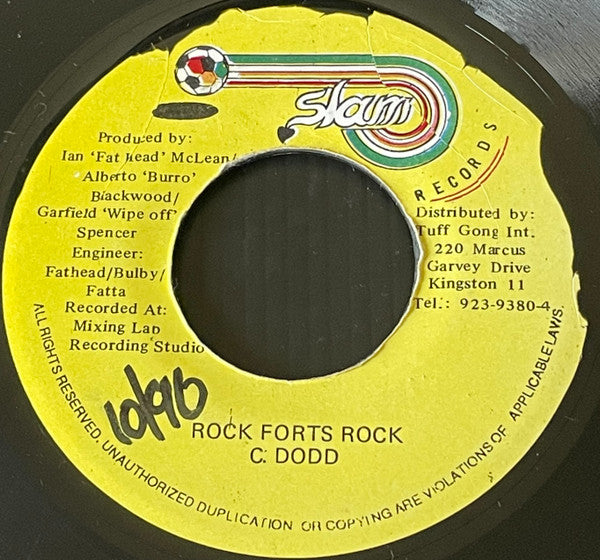 Slam
RECORDS
Produced by:
Ian 'Fat head' McLean/
Alberto 'Burro'
Blackwood/
Garfield 'Wipe off'
Spencer
Engineer:
Fathead/Bulby/
Fatta
Recorded At:
Mixing Lab
Recording Studio
Distributed by:
Tuff Gong Int.
220 Marcus
Garvey Drive
Kingston 11
Tel.: 923-9380-4
10/90
ROCK FORTS ROCK
C. DODD
ALL RIGHTS RESERVED. UNAUTHORIZED DUPLICATION OR COPYING ARE VIOLATIONS OF APPLICABLE LAWS.